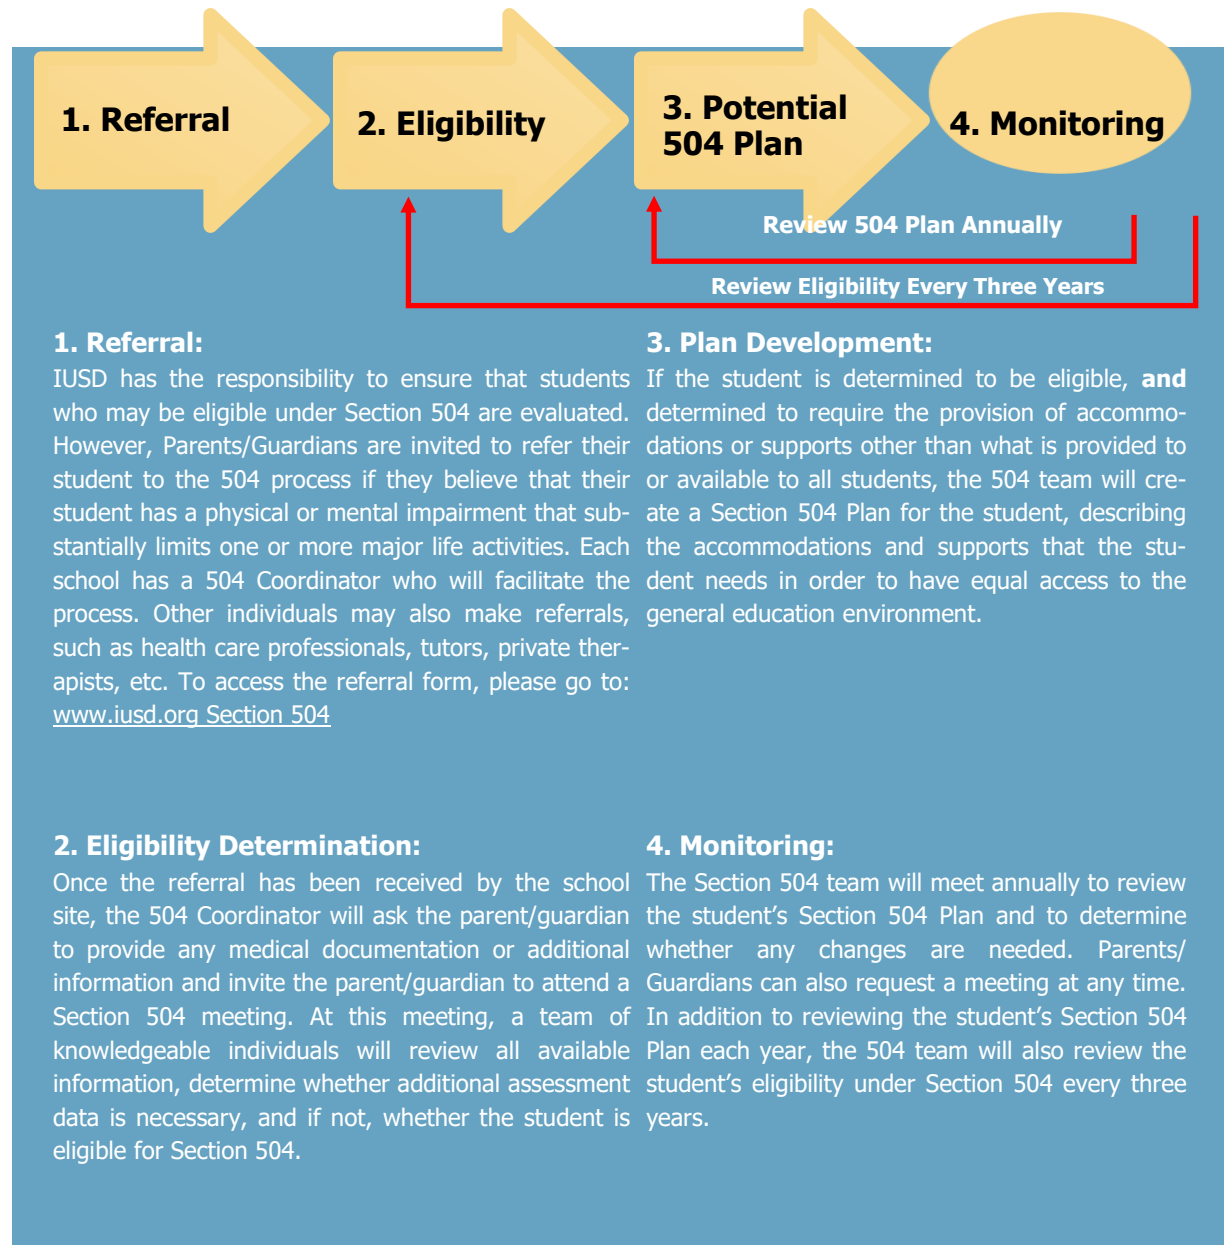 1. Referral
2. Eligibility
3. Potential
504 Plan
4. Monitoring
Review 504 Plan Annually
Review Eligibility Every Three Years
1. Referral:
IUSD has the responsibility to ensure that students
who may be eligible under Section 504 are evaluated.
However, Parents/Guardians are invited to refer their
student to the 504 process if they believe that their
student has a physical or mental impairment that sub-
stantially limits one or more major life activities. Each
school has a 504 Coordinator who will facilitate the
process. Other individuals may also make referrals,
such as health care professionals, tutors, private ther-
apists, etc. To access the referral form, please go to:
www.iusd.org Section 504
2. Eligibility Determination:
Once the referral has been received by the school
site, the 504 Coordinator will ask the parent/guardian
to provide any medical documentation or additional
information and invite the parent/guardian to attend a
Section 504 meeting. At this meeting, a team of
knowledgeable individuals will review all available
information, determine whether additional assessment
data is necessary, and if not, whether the student is
eligible for Section 504.
3. Plan Development:
If the student is determined to be eligible, and
determined to require the provision of accommo-
dations or supports other than what is provided to
or available to all students, the 504 team will cre-
ate a Section 504 Plan for the student, describing
the accommodations and supports that the stu-
dent needs in order to have equal access to the
general education environment.
4. Monitoring:
The Section 504 team will meet annually to review
the student’s Section 504 Plan and to determine
whether any changes are needed. Parents/
Guardians can also request a meeting at any time.
In addition to reviewing the student’s Section 504
Plan each year, the 504 team will also review the
student’s eligibility under Section 504 every three
years.